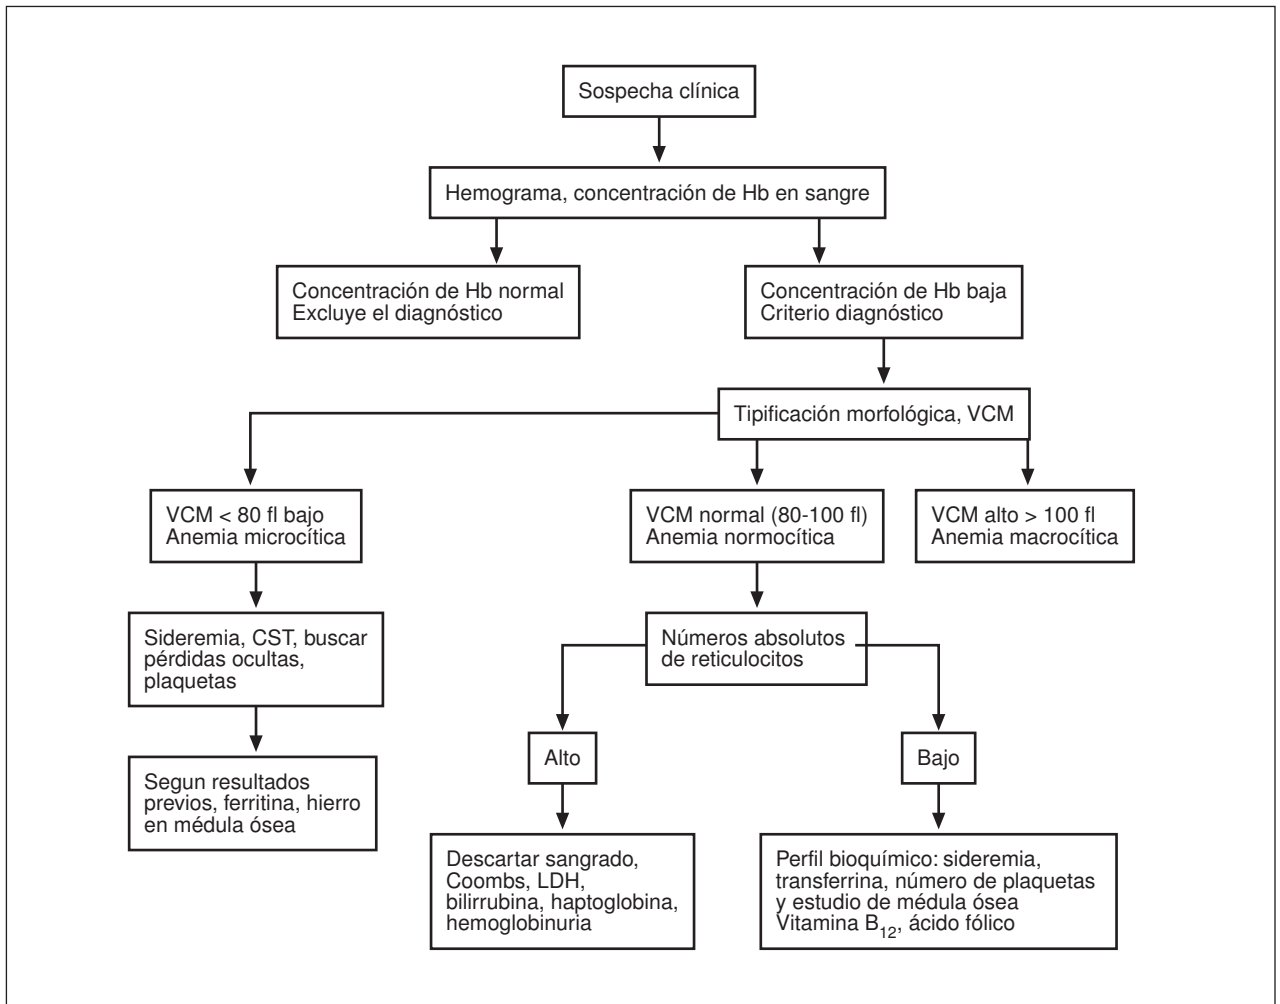 Sospecha clínica
Hemograma, concentración de Hb en sangre
Concentración de Hb normal
Excluye el diagnóstico
Concentración de Hb baja
Criterio diagnóstico
Tipificación morfológica, VCM
VCM < 80 fl bajo
Anemia microcítica
VCM normal (80-100 fl)
Anemia normocítica
VCM alto > 100 fl
Anemia macrocítica
Sideremia, CST, buscar
pérdidas ocultas,
plaquetas
Números absolutos
de reticulocitos
Segun resultados
previos, ferritina, hierro
en médula ósea
Alto
Bajo
Descartar sangrado,
Coombs, LDH,
bilirrubina, haptoglobina,
hemoglobinuria
Perfil bioquímico: sideremia,
transferrina, número de plaquetas
y estudio de médula ósea
Vitamina B12, ácido fólico